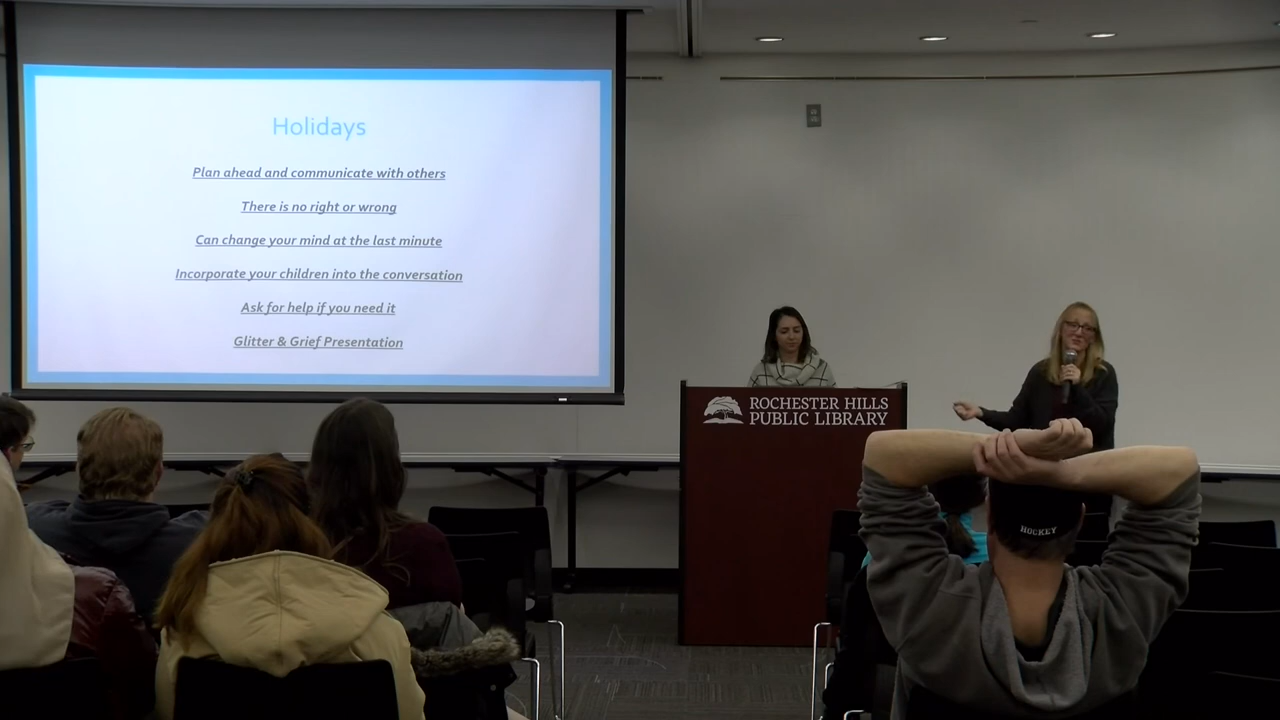 Holidays
Plan ahead and communicate with others
There is no right or wrong
Can change your mind at the last minute
Incorporate your children into the conversation
Ask for help if you need it
Glitter & Grief Presentation
ROCHESTER HILLS
PUBLIC LIBRARY
HOCKEY